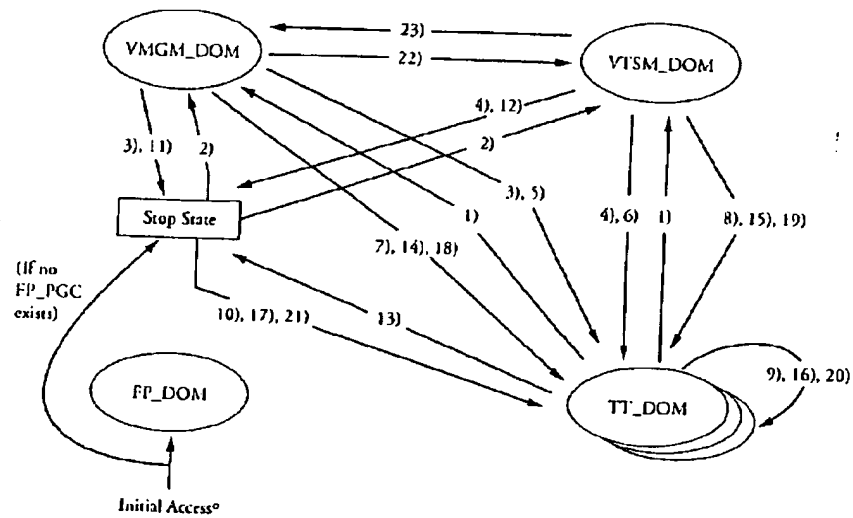 23)
VMGM_DOM
22)
VTSM_DOM
4), 12)
3), 11)
2)
2)
3), 5)
Stop State
1)
4), 6)
1)
8), 15), 19)
7), 14), 18)
(If no
FP_PGC
exists)
10), 17), 21)
13)
9), 16), 20)
FP_DOM
TT_DOM
Initial Access°